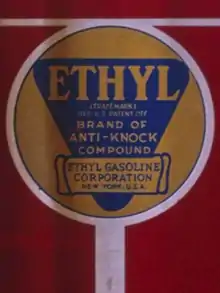 ETHYL
(TRADE MARK)
REG. U.S. PATENT OFF.
BRAND OF
ANTI-KNOCK
COMPOUND
ETHYL GASOLINE
CORPORATION
NEW YORK, U.S.A.